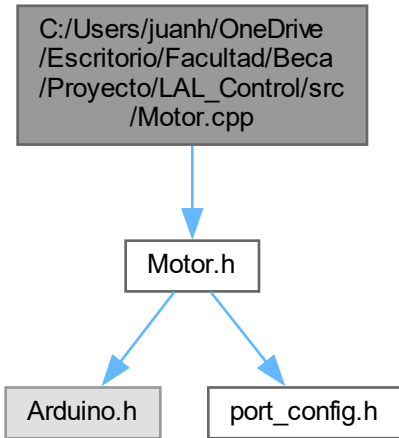 C:/Users/juanh/OneDrive
/Escritorio/Facultad/Beca
/Proyecto/LAL_Control/src
/Motor.cpp
Motor.h
Arduino.h
port_config.h